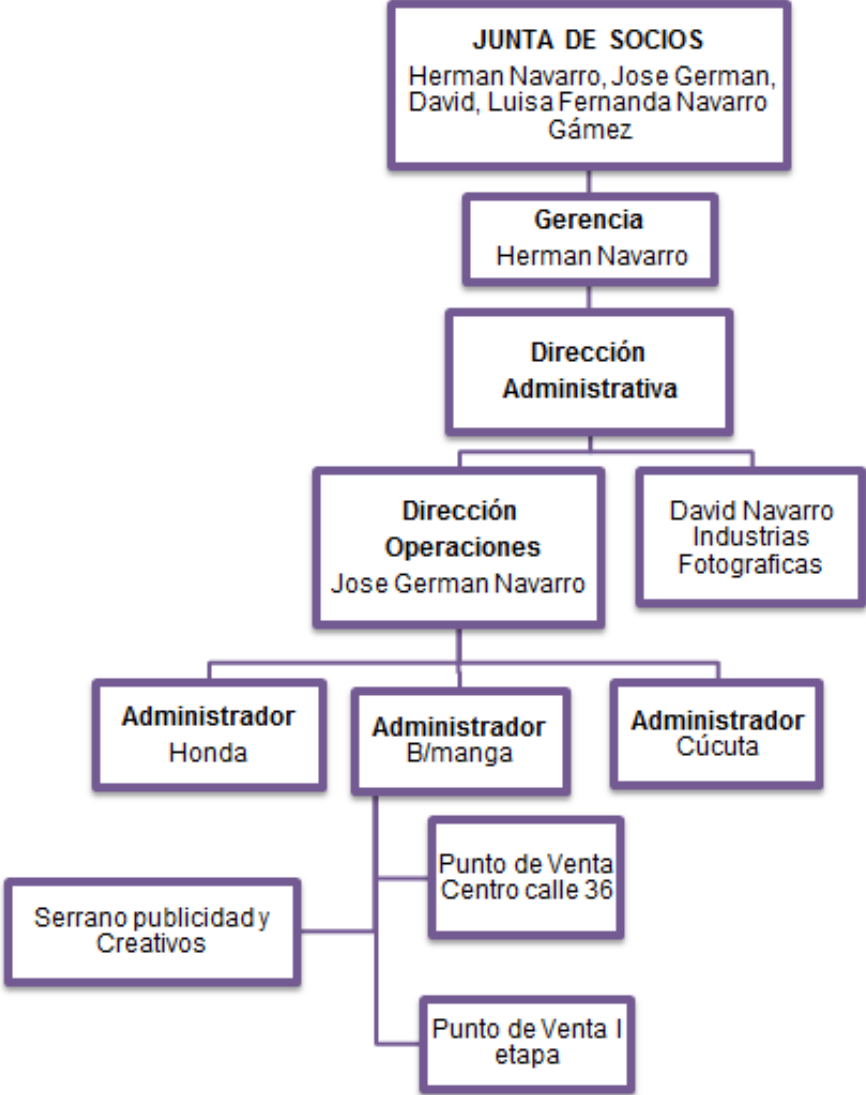 JUNTA DE SOCIOS
Herman Navarro, Jose German,
David, Luisa Fernanda Navarro
Gámez
Gerencia
Herman Navarro
Dirección
Administrativa
Dirección
Operaciones
Jose German Navarro
David Navarro
Industrias
Fotograficas
Administrador
Honda
Administrador
B/manga
Administrador
Cúcuta
Punto de Venta
Centro calle 36
Serrano publicidad y
Creativos
Punto de Venta I
etapa